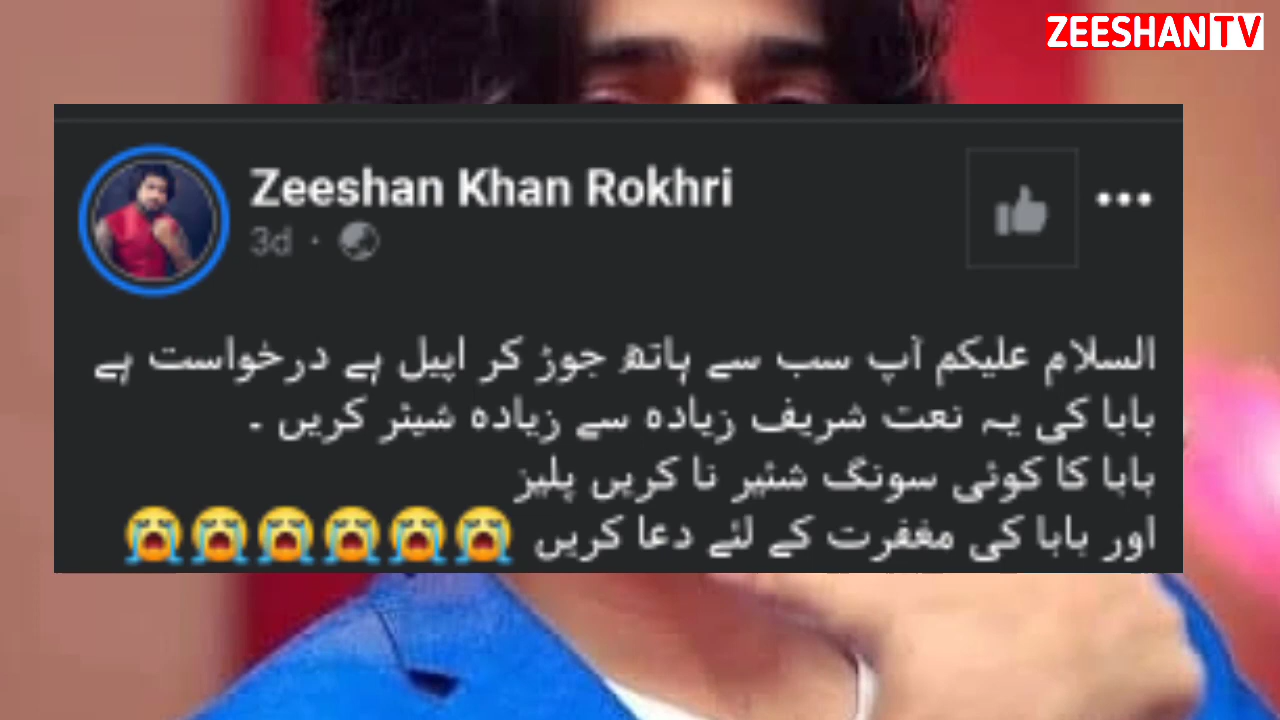 ZEESHAN TV
Zeeshan Khan Rokhri
3d ·
السلام علیکم آپ سب سے ہاتھ جوڑ کر اپیل ہے درخواست ہے
بابا کی یہ نعت شریف زیادہ سے زیادہ شیئر کریں ۔
بابا کا کوئی سونگ شئیر نا کریں پلیز
اور بابا کی مغفرت کے لئے دعا کریں 😭😭😭😭😭😭